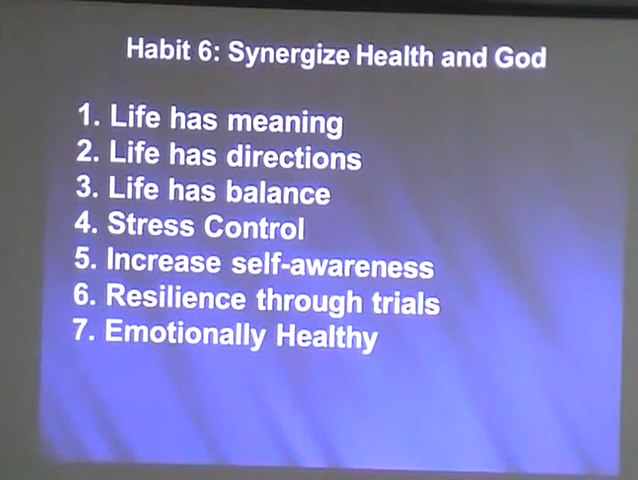 Habit 6: Synergize Health and God
1. Life has meaning
2. Life has directions
3. Life has balance
4. Stress Control
5. Increase self-awareness
6. Resilience through trials
7. Emotionally Healthy